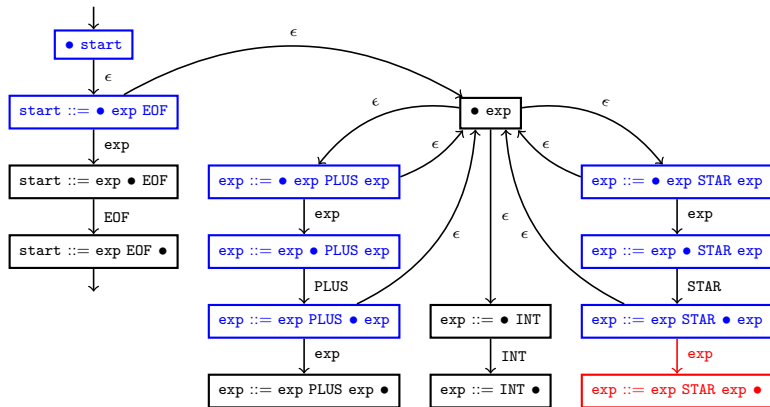 ● start
ϵ
ϵ
start ::= ● exp EOF
● exp
ϵ
ϵ
exp
ϵ
ϵ
start ::= exp ● EOF
exp ::= ● exp PLUS exp
exp ::= ● exp STAR exp
EOF
exp
ϵ
exp
start ::= exp EOF ●
exp ::= exp ● PLUS exp
ϵ
ϵ
exp ::= exp ● STAR exp
PLUS
STAR
exp ::= exp PLUS ● exp
exp ::= ● INT
exp ::= exp STAR ● exp
exp
INT
exp
exp ::= exp PLUS exp ●
exp ::= INT ●
exp ::= exp STAR exp ●